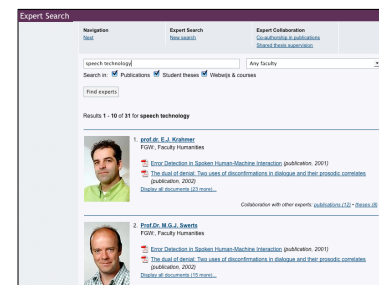 Expert Search
Navigation
Next
Expert Search
New search
Expert Collaboration
Co-authorship in publications
Shared thesis supervision
speech technology
Any faculty
Search in: Publications Student theses Webwijs & courses
Find experts
Results 1 - 10 of 31 for speech technology
1. prof.dr. E.J. Krahmer
FGW:, Faculty Humanities
Error Detection in Spoken Human-Machine Interaction (publication, 2001)
The dual of denial: Two uses of disconfirmations in dialogue and their prosodic correlates
(publication, 2002)
Display all documents (23 more)...
Collaboration with other experts: publications (12) • theses (8)
2. Prof.Dr. M.G.J. Swerts
FGW:, Faculty Humanities
Error Detection in Spoken Human-Machine Interaction (publication, 2001)
The dual of denial: Two uses of disconfirmations in dialogue and their prosodic correlates
(publication, 2002)
Display all documents (15 more)...